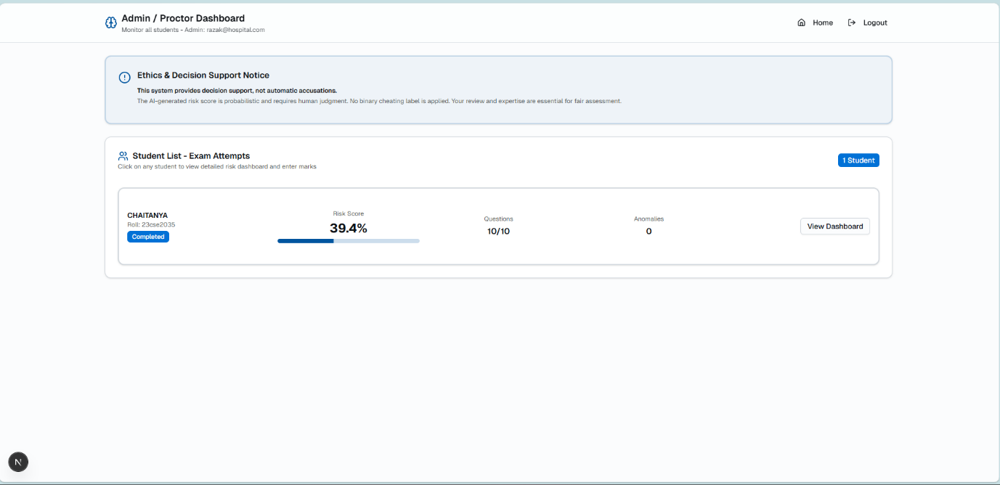 Admin / Proctor Dashboard
Monitor all students - Admin: razak@hospital.com
Home
Logout
Ethics & Decision Support Notice
This system provides decision support, not automatic accusations.
The AI-generated risk score is probabilistic and requires human judgment. No binary cheating label is applied. Your review and expertise are essential for fair assessment.
Student List - Exam Attempts
Click on any student to view detailed risk dashboard and enter marks
1 Student
CHAITANYA
Roll: 23cse2035
Completed
Risk Score
39.4%
Questions
10/10
Anomalies
0
View Dashboard
N